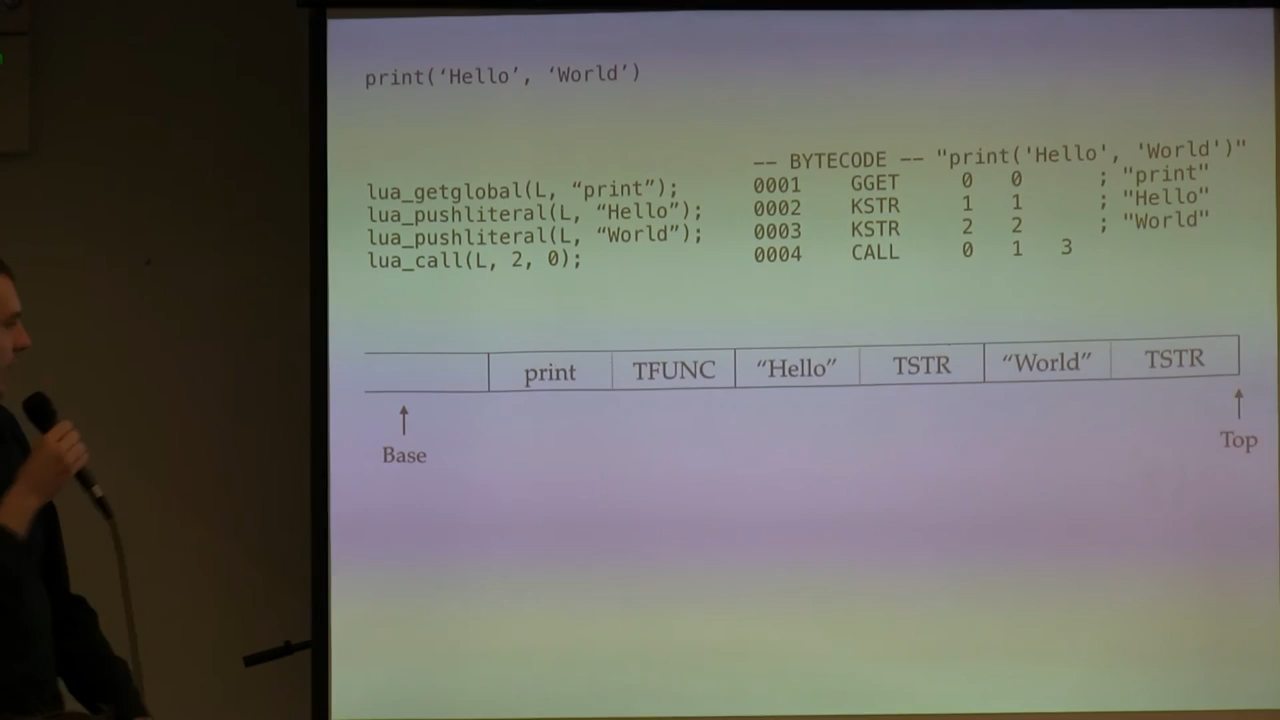 print(‘Hello’, ‘World’)
lua_getglobal(L, “print”);
lua_pushliteral(L, “Hello”);
lua_pushliteral(L, “World”);
lua_call(L, 2, 0);
-- BYTECODE -- "print('Hello', 'World')"
0001 GGET 0 0 ; "print"
0002 KSTR 1 1 ; "Hello"
0003 KSTR 2 2 ; "World"
0004 CALL 0 1 3
print TFUNC “Hello” TSTR “World” TSTR
Base
Top